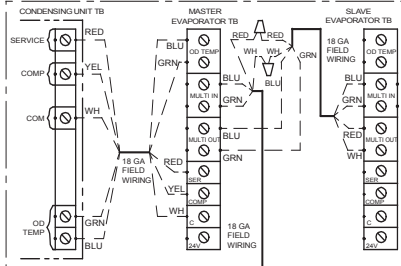 CONDENSING UNIT TB
MASTER
EVAPORATOR TB
SLAVE
EVAPORATOR TB
SERVICE
RED
COMP
YEL
COM
WH
OD
TEMP
GRN
BLU
18 GA
FIELD
WIRING
BLU
GRN
RED
YEL
WH
OD TEMP
MULTI IN
MULTI OUT
SER
COMP
C
24V
RED
RED
WH
WH
BLU
GRN
BLU
GRN
BLU
GRN
18 GA
FIELD
WIRING
18 GA
FIELD
WIRING
BLU
GRN
RED
WH
OD TEMP
MULTI IN
MULTI OUT
SER
COMP
C
24V